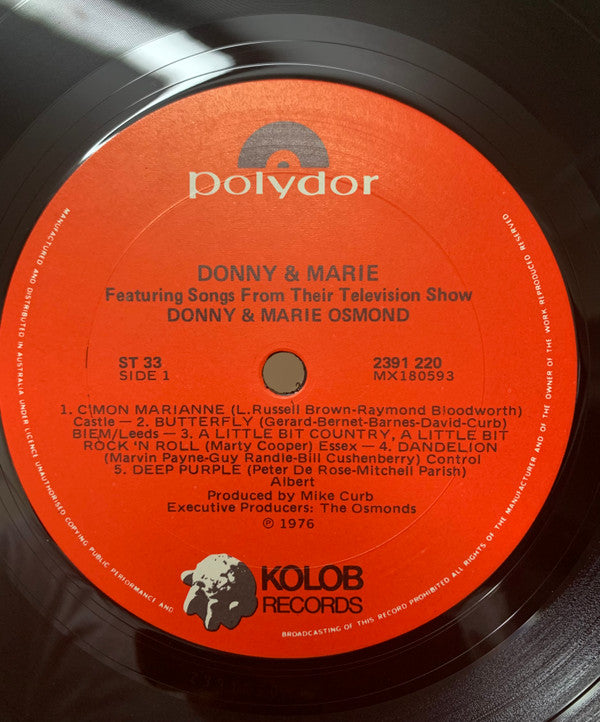 polydor
DONNY & MARIE
Featuring Songs From Their Television Show
DONNY & MARIE OSMOND
ST 33
SIDE 1
2391 220
MX180593
1. C'MON MARIANNE (L.Russell Brown-Raymond Bloodworth)
Castle — 2. BUTTERFLY (Gerard-Bernet-Barnes-David-Curb)
BIEM/Leeds — 3. A LITTLE BIT COUNTRY, A LITTLE BIT
ROCK 'N ROLL (Marty Cooper) Essex — 4. DANDELION
(Marvin Payne-Guy Randle-Bill Cushenberry) Control
5. DEEP PURPLE (Peter De Rose-Mitchell Parish)
Albert
Produced by Mike Curb
Executive Producers: The Osmonds
℗ 1976
KOLOB
RECORDS
MANUFACTURED AND DISTRIBUTED IN AUSTRALIA UNDER LICENCE UNAUTHORISED COPYING PUBLIC PERFORMANCE AND
BROADCASTING OF THIS RECORD PROHIBITED ALL RIGHTS OF THE MANUFACTURER AND OF THE OWNER OF THE WORK REPRODUCED RESERVED